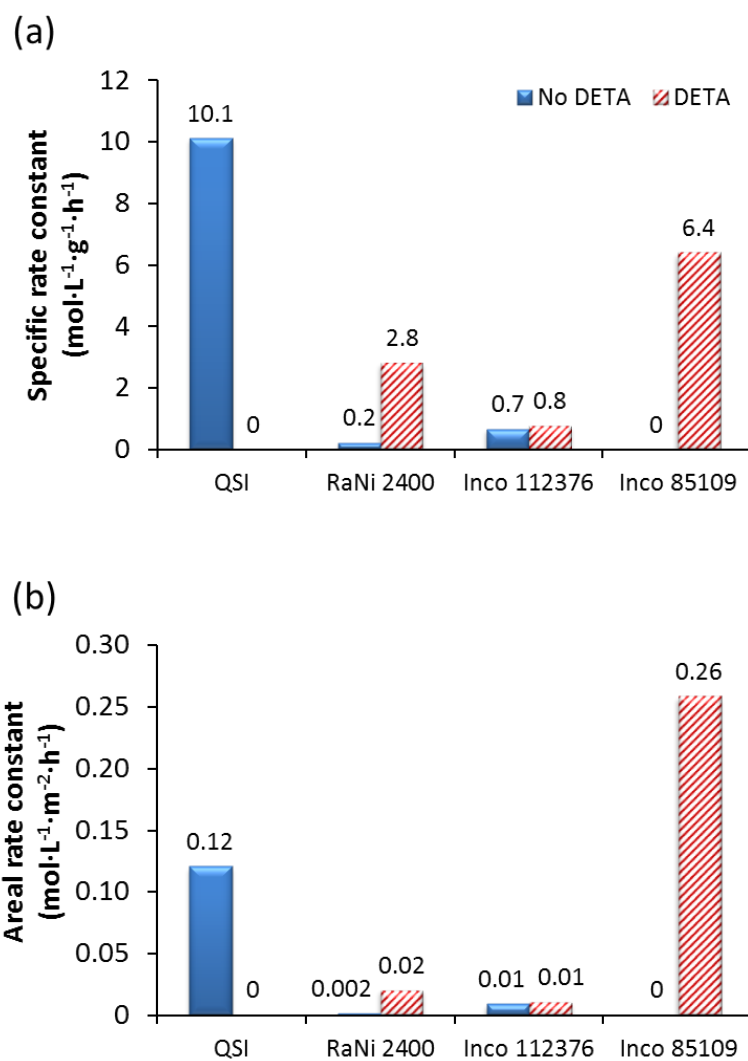 (a)
Specific rate constant
(mol·L⁻¹·g⁻¹·h⁻¹)
12
10
8
6
4
2
0
No DETA
DETA
10.1
0
0.2
2.8
0.7
0.8
0
6.4
QSI
RaNi 2400
Inco 112376
Inco 85109
(b)
Areal rate constant
(mol·L⁻¹·m⁻²·h⁻¹)
0.30
0.25
0.20
0.15
0.10
0.05
0
0.12
0
0.002
0.02
0.01
0.01
0
0.26
QSI
RaNi 2400
Inco 112376
Inco 85109